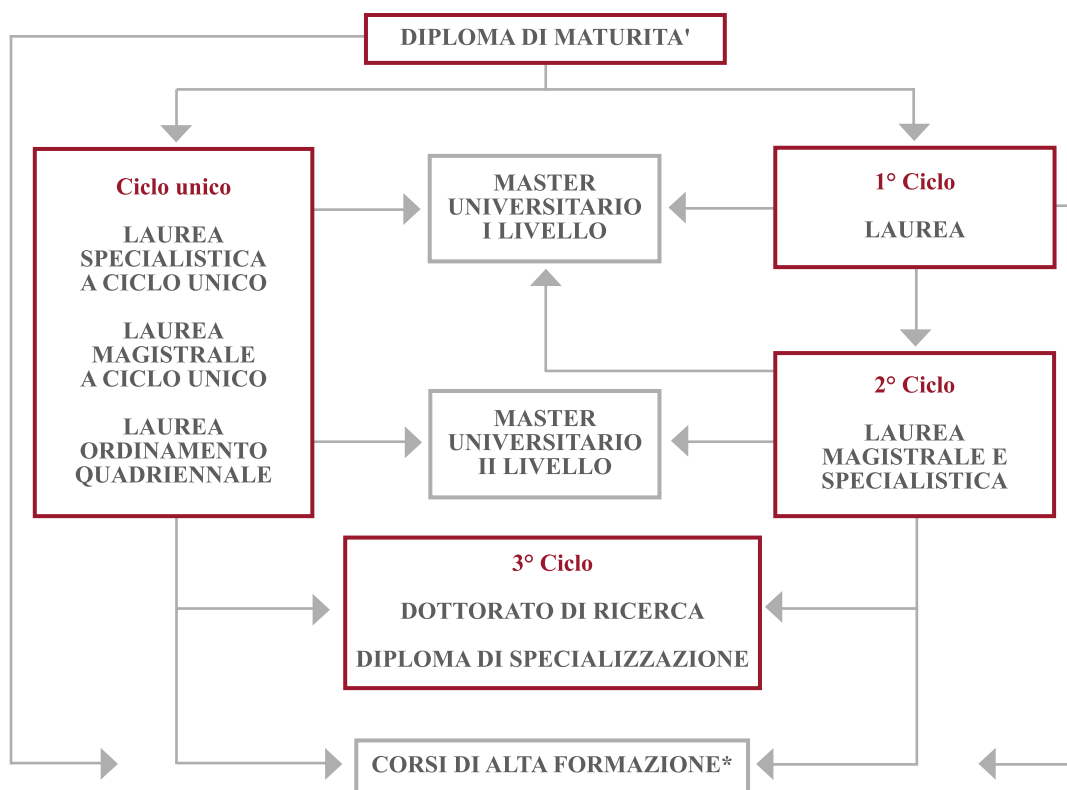 DIPLOMA DI MATURITA'
Ciclo unico
LAUREA
SPECIALISTICA
A CICLO UNICO
LAUREA
MAGISTRALE
A CICLO UNICO
LAUREA
ORDINAMENTO
QUADRIENNALE
MASTER
UNIVERSITARIO
I LIVELLO
1° Ciclo
LAUREA
MASTER
UNIVERSITARIO
II LIVELLO
2° Ciclo
LAUREA
MAGISTRALE E
SPECIALISTICA
3° Ciclo
DOTTORATO DI RICERCA
DIPLOMA DI SPECIALIZZAZIONE
CORSI DI ALTA FORMAZIONE*